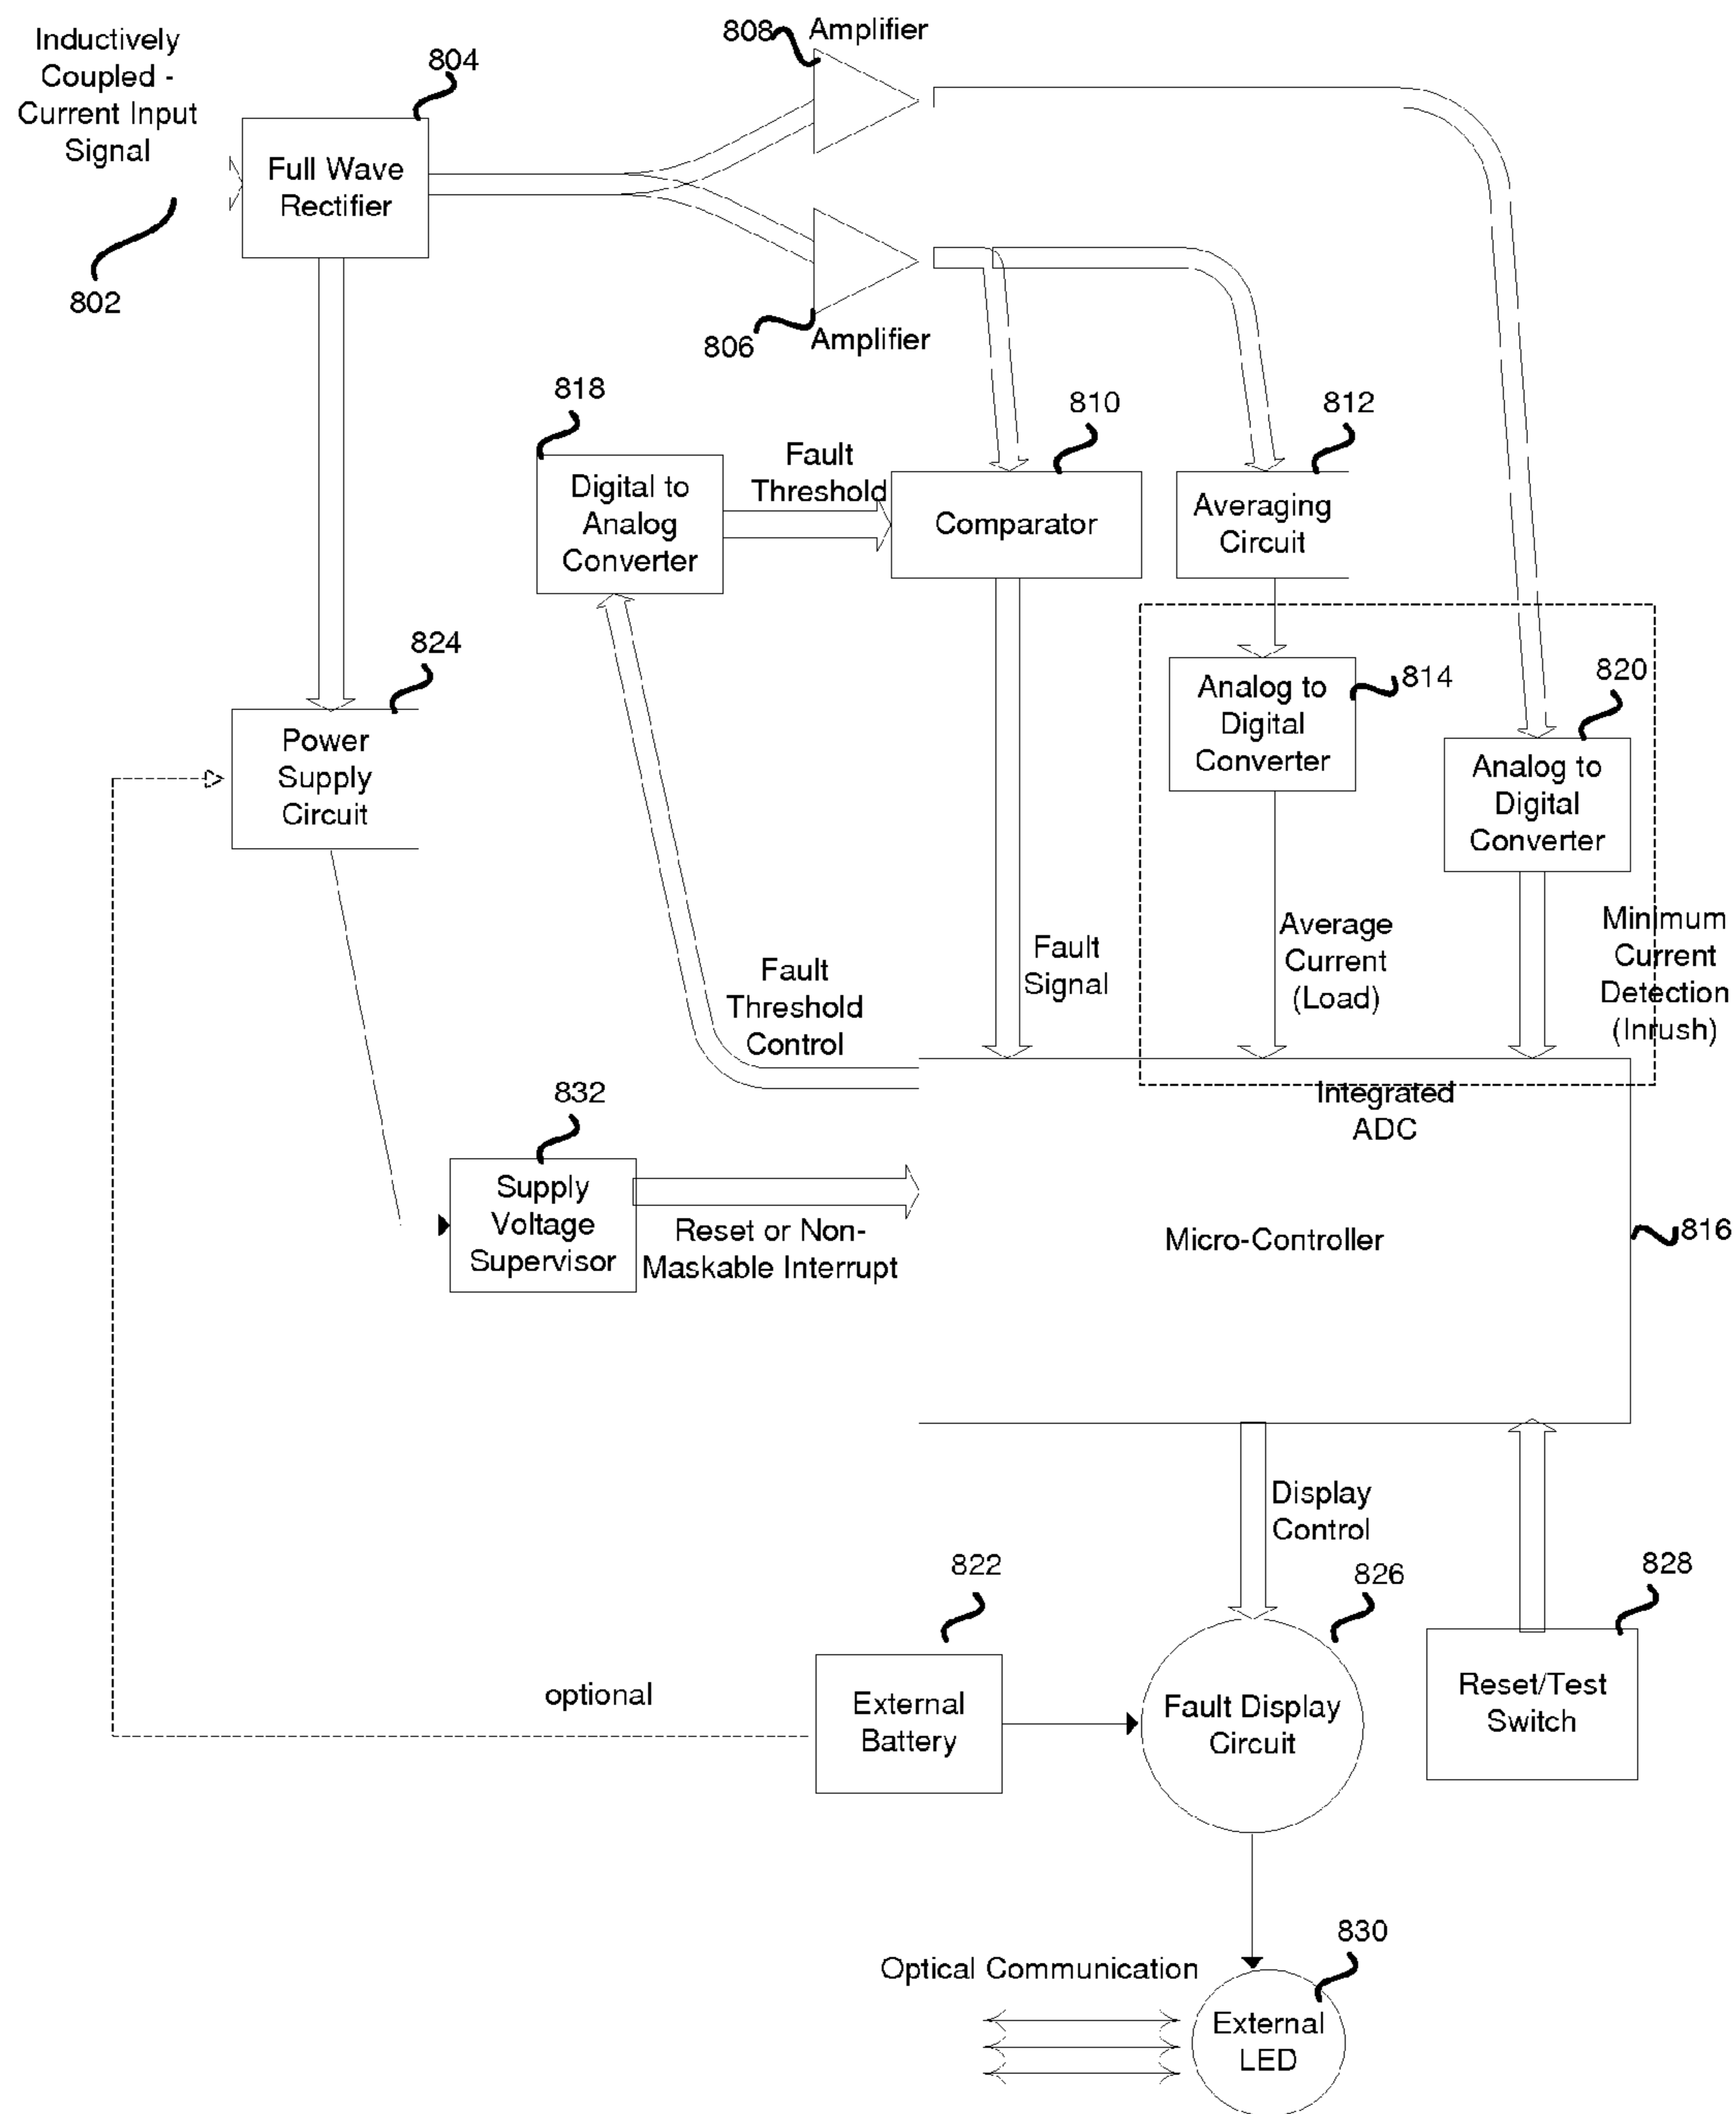 Inductively
Coupled -
Current Input
Signal
802
804
Full Wave
Rectifier
808
Amplifier
806
Amplifier
818
Digital to
Analog
Converter
Fault
Threshold
810
Comparator
812
Averaging
Circuit
824
Power
Supply
Circuit
Analog to
Digital
Converter
814
820
Analog to
Digital
Converter
Fault
Threshold
Control
Fault
Signal
Average
Current
(Load)
Minimum
Current
Detection
(Inrush)
Integrated
ADC
832
Supply
Voltage
Supervisor
Reset or Non-
Maskable Interrupt
Micro-Controller
816
Display
Control
822
External
Battery
optional
826
Fault Display
Circuit
828
Reset/Test
Switch
830
Optical Communication
External
LED